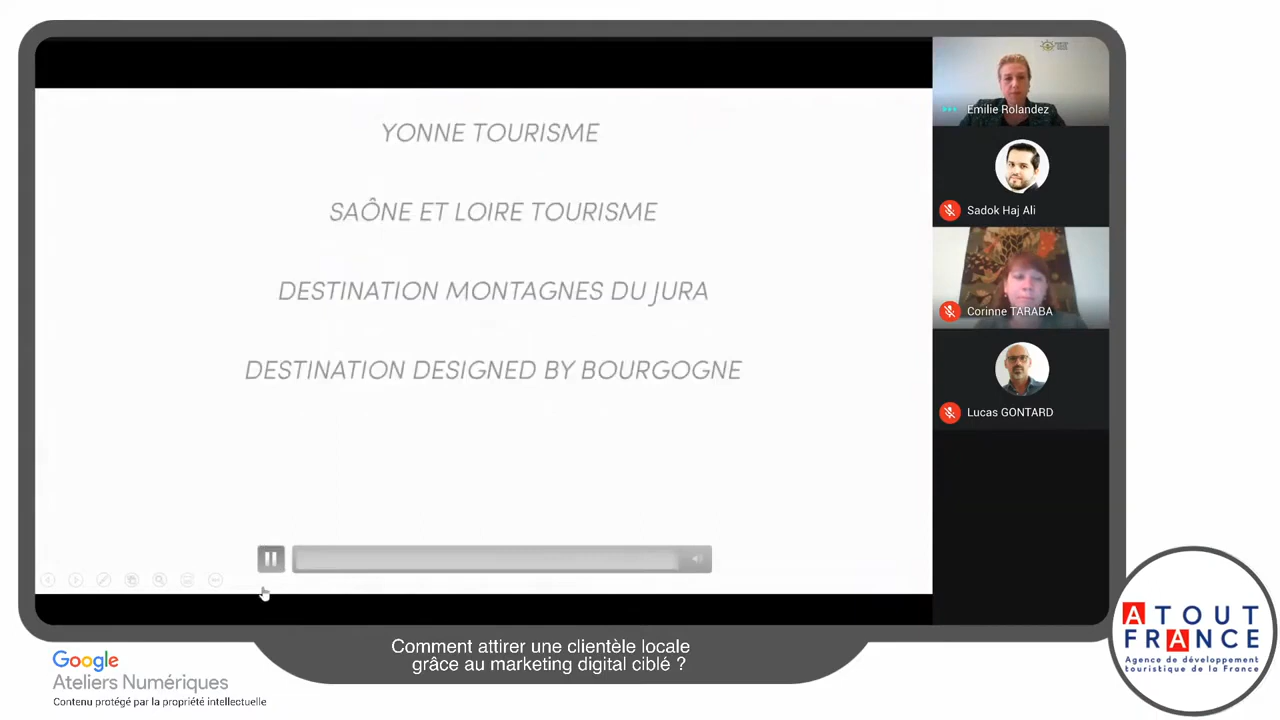 YONNE TOURISME
SAÔNE ET LOIRE TOURISME
DESTINATION MONTAGNES DU JURA
DESTINATION DESIGNED BY BOURGOGNE
Emilie Rolandez
Sadok Haj Ali
Corinne TARABA
Lucas GONTARD
Comment attirer une clientèle locale
grâce au marketing digital ciblé ?
Google
Ateliers Numériques
Contenu protégé par la propriété intellectuelle
ATOUT
FRANCE
Agence de développement
touristique de la France